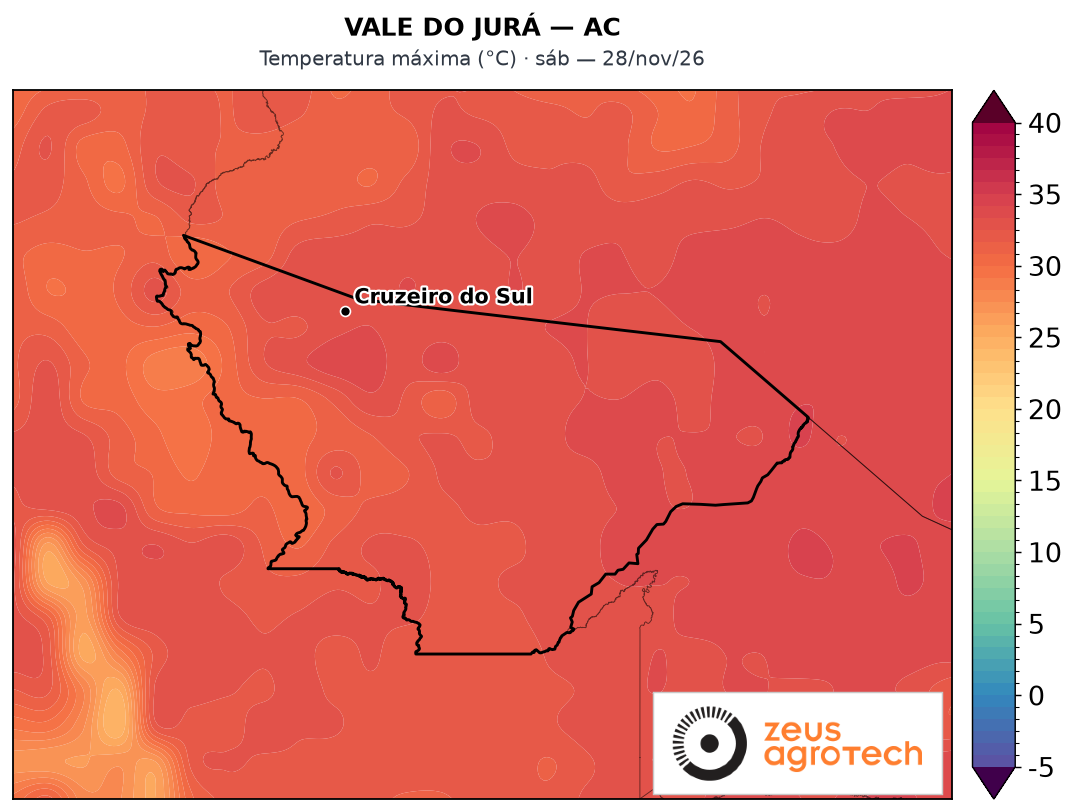 VALE DO JURÁ — AC
Temperatura máxima (°C) · sáb — 28/nov/26
Cruzeiro do Sul
40
35
30
25
20
15
10
5
0
-5
zeus
agrotech